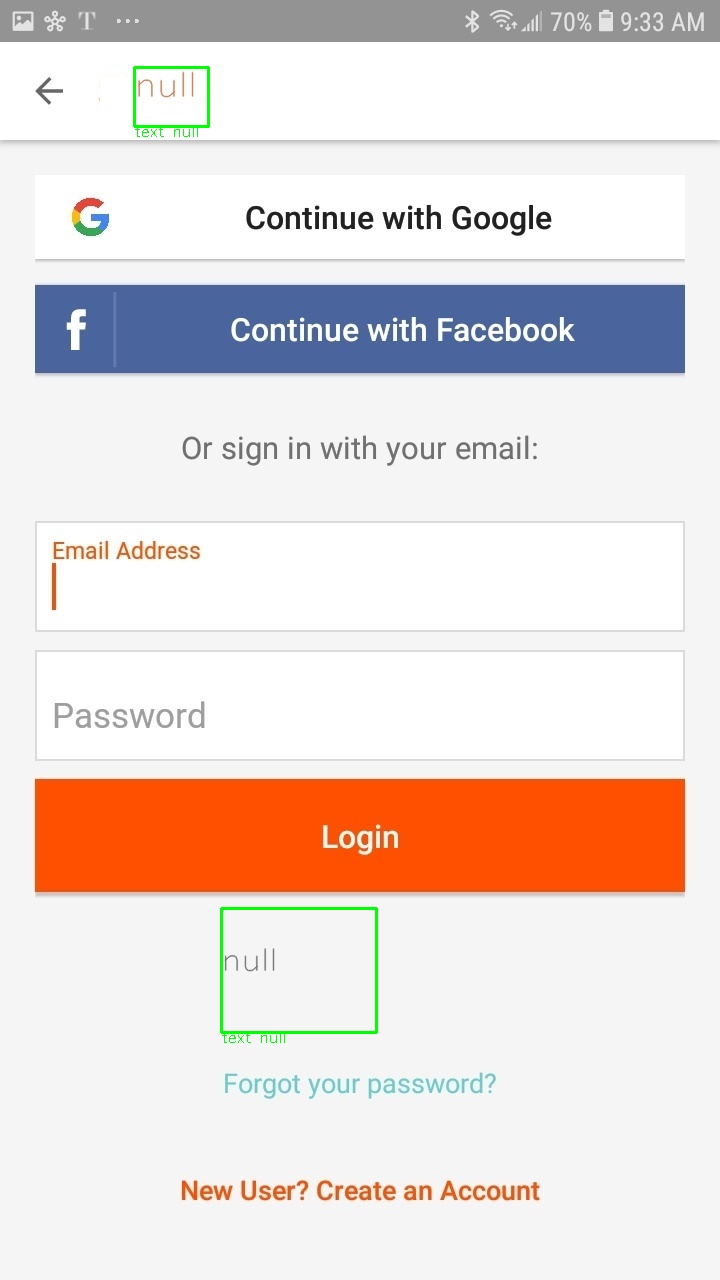 T ... 70% 9:33 AM
null
text null
Continue with Google
f Continue with Facebook
Or sign in with your email:
Email Address
Password
Login
null
text null
Forgot your password?
New User? Create an Account